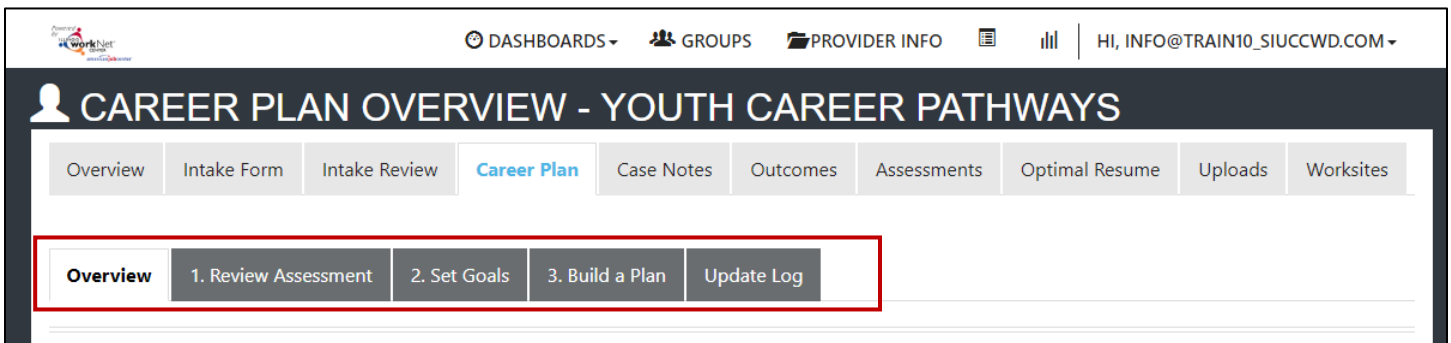 workNet
DASHBOARDS GROUPS PROVIDER INFO HI, INFO@TRAIN10_SIUCCWD.COM
CAREER PLAN OVERVIEW - YOUTH CAREER PATHWAYS
Overview Intake Form Intake Review Career Plan Case Notes Outcomes Assessments Optimal Resume Uploads Worksites
Overview 1. Review Assessment 2. Set Goals 3. Build a Plan Update Log